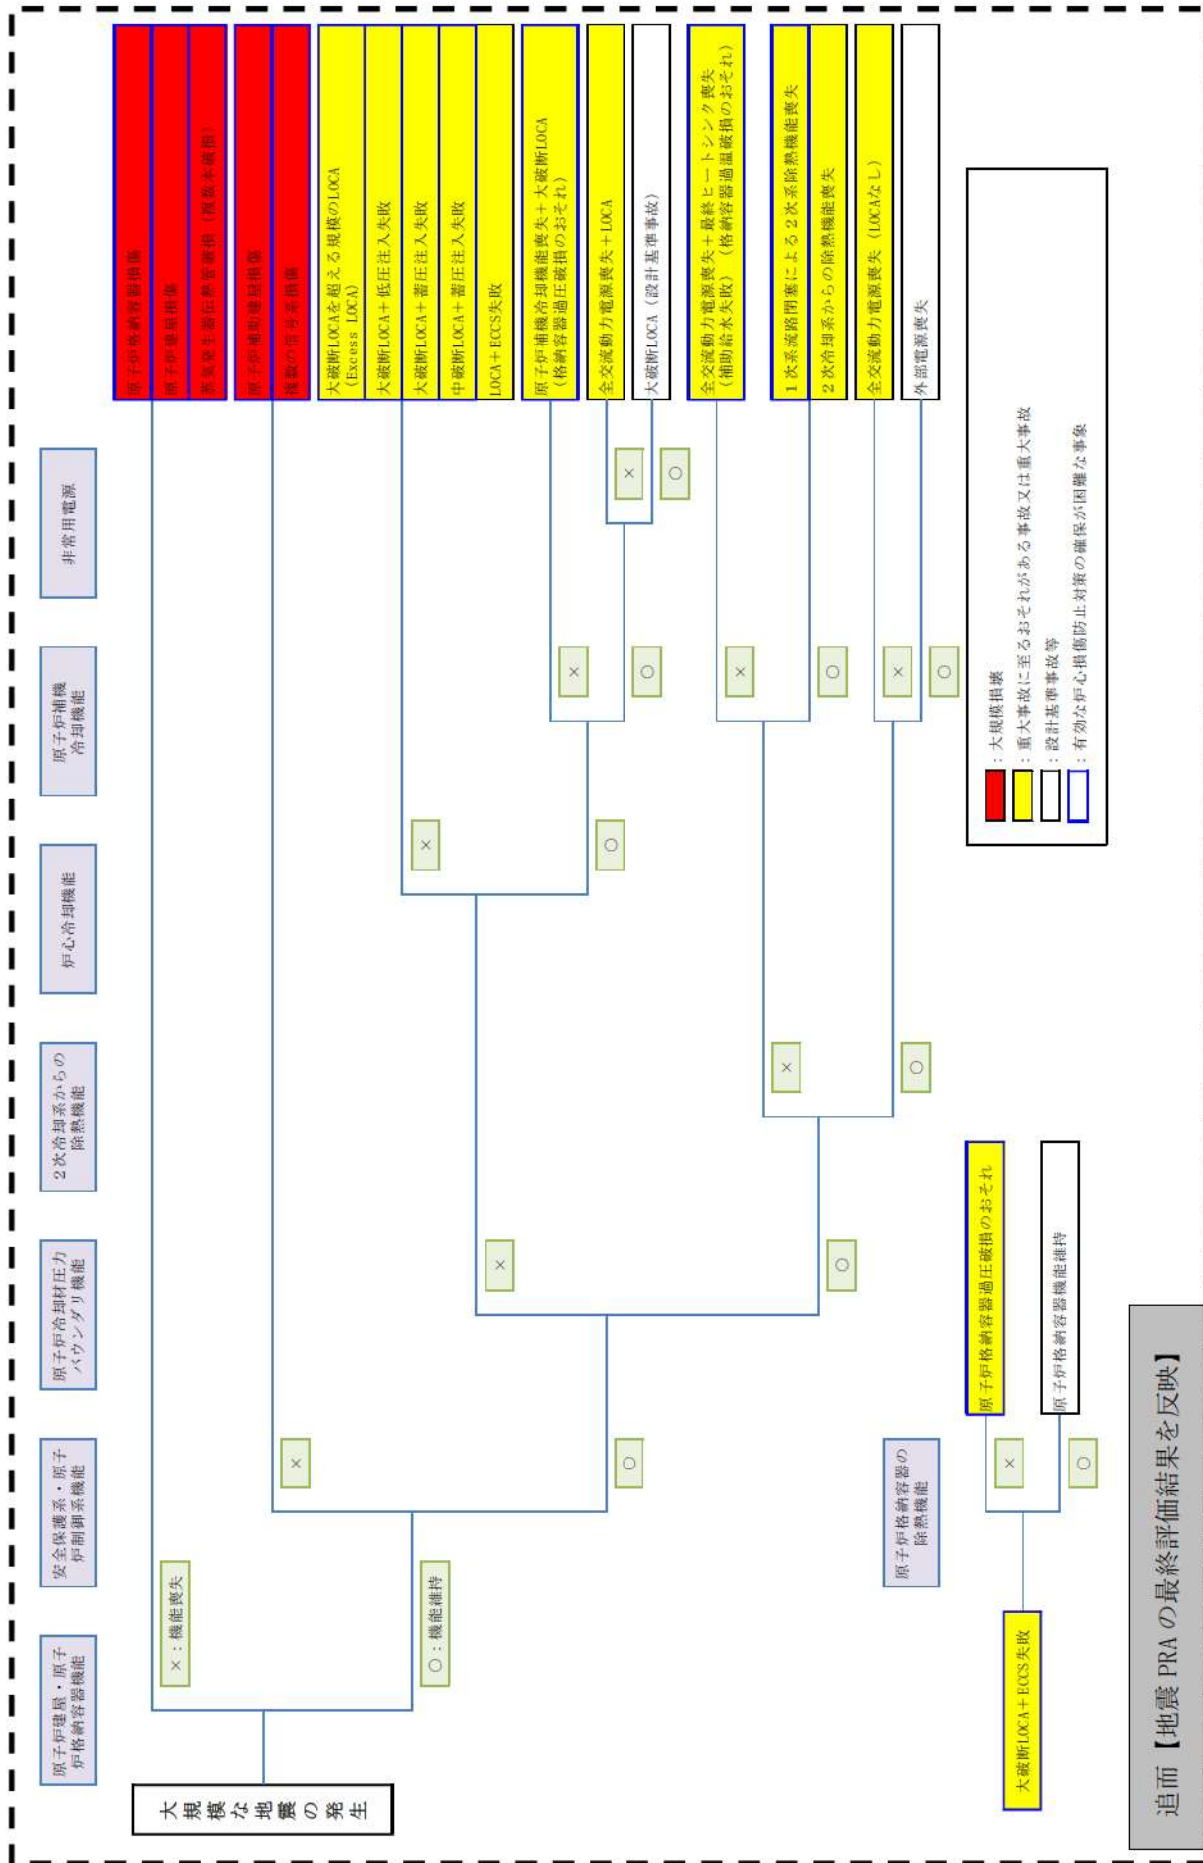 大規模な地震の発生
原子炉建屋・原子
炉格納容器機能
安全保護系・原子
炉制御系機能
原子炉冷却材圧力
バウンダリ機能
2次冷却系からの
除熱機能
炉心冷却機能
原子炉補機
冷却機能
非常用電源
×:機能喪失
○:機能維持
×
○
×
○
×
○
×
○
×
○
×
○
×
○
×
○
原子炉格納容器損傷
原子炉建屋損傷
蒸気発生器伝熱管破損(複数本破損)
原子炉補助建屋損傷
複数の信号系損傷
大破断LOCAを超える規模のLOCA
(Excess LOCA)
大破断LOCA+低圧注入失敗
大破断LOCA+蓄圧注入失敗
中破断LOCA+蓄圧注入失敗
LOCA+ECCS失敗
原子炉補機冷却機能喪失+大破断LOCA
(格納容器過圧破損のおそれ)
全交流動力電源喪失+LOCA
大破断LOCA(設計基準事故)
全交流動力電源喪失+最終ヒートシンク喪失
(補助給水失敗)(格納容器過温破損のおそれ)
1次系流路閉塞による2次系除熱機能喪失
2次冷却系からの除熱機能喪失
全交流動力電源喪失(LOCAなし)
外部電源喪失
大破断LOCA+ECCS失敗
原子炉格納容器の
除熱機能
×
○
原子炉格納容器過圧破損のおそれ
原子炉格納容器機能維持
:大規模損壊
:重大事故に至るおそれがある事故又は重大事故
:設計基準事故等
:有効な炉心損傷防止対策の確保が困難な事象
追而【地震 PRA の最終評価結果を反映】